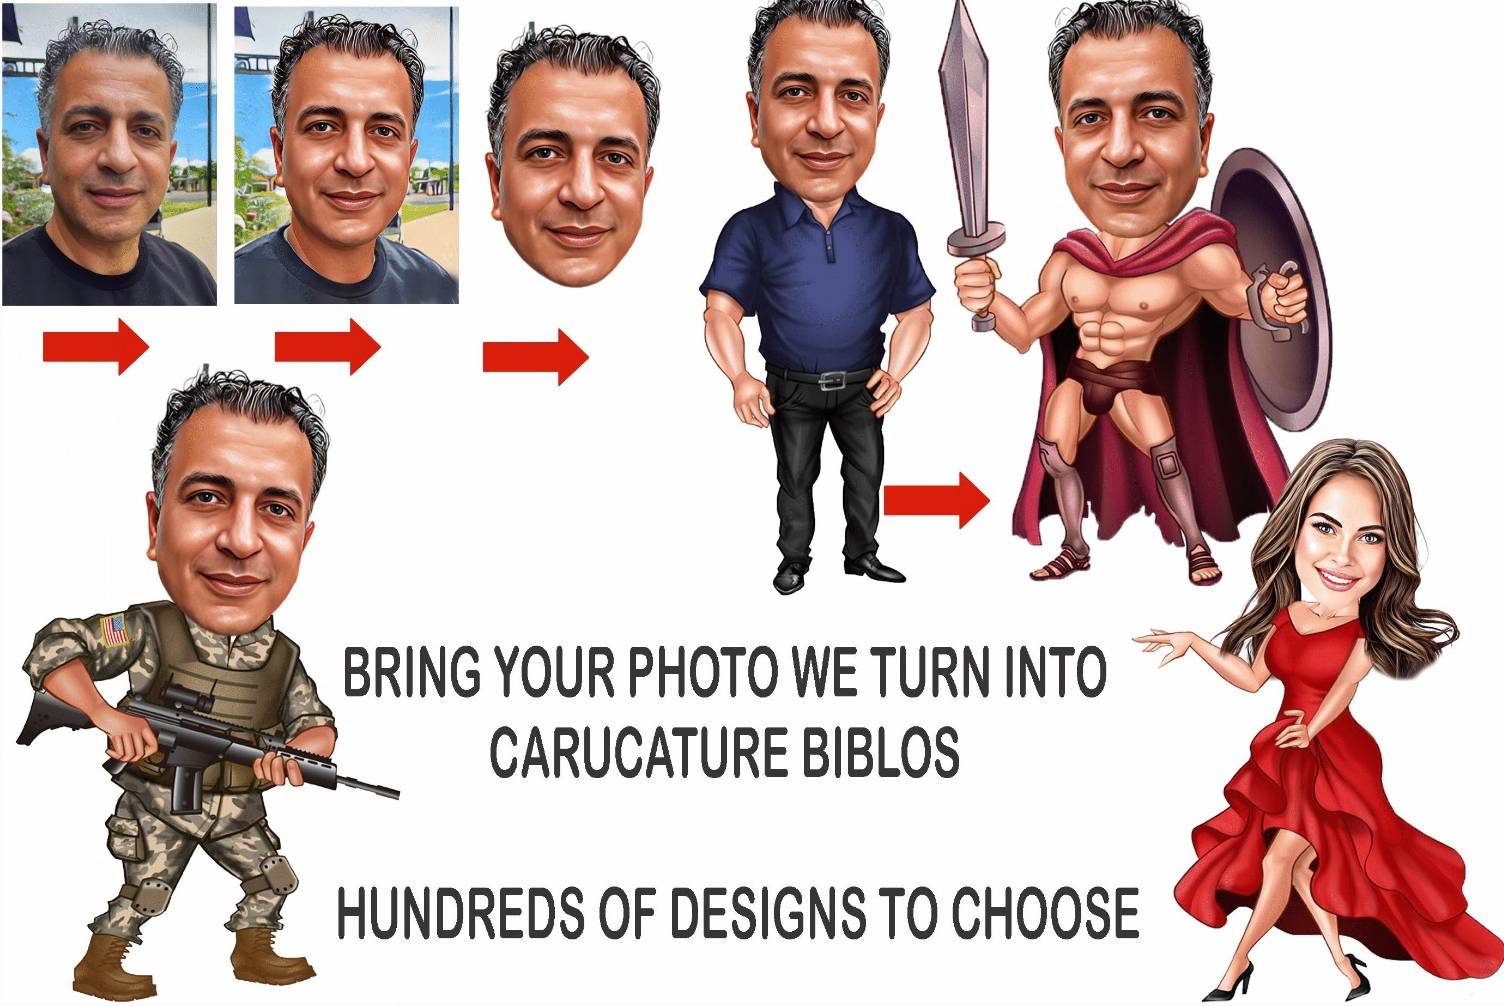 BRING YOUR PHOTO WE TURN INTO
CARUCATURE BIBLOS
HUNDREDS OF DESIGNS TO CHOOSE